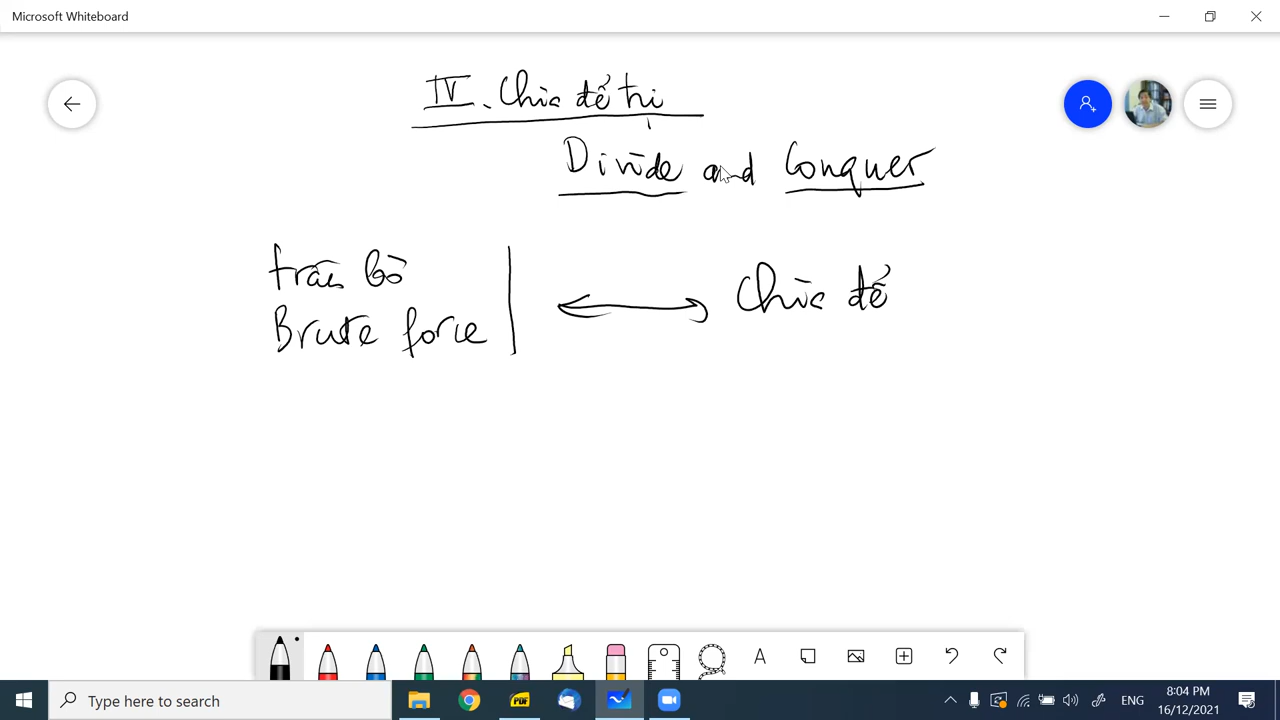 Microsoft Whiteboard
IV. Chia để trị
Divide and Conquer
trâu bò
Brute force
Chia để
A
Type here to search
PDF
ENG
8:04 PM
16/12/2021